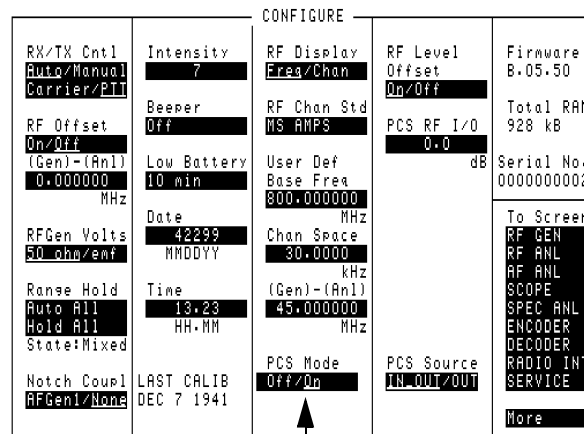 CONFIGURE
RX/TX Cntl
Auto/Manual
Carrier/PTT
RF Offset
On/Off
(Gen)-(Anl)
0.000000
MHz
RFGen Volts
50 ohm/emf
Range Hold
Auto All
Hold All
State:Mixed
Notch Coupl
AFGen1/None
Intensity
7
Beeper
Off
Low Battery
10 min
Date
42299
MMDDYY
Time
13.23
HH.MM
LAST CALIB
DEC 7 1941
RF Display
Freq/Chan
RF Chan Std
MS AMPS
User Def
Base Freq
800.000000
MHz
Chan Space
30.0000
kHz
(Gen)-(Anl)
45.000000
MHz
PCS Mode
Off/On
RF Level
Offset
On/Off
PCS RF I/O
0.0
dB
PCS Source
IN_OUT/OUT
Firmware
B.05.50
Total RAM
928 kB
Serial No.
0000000002
To Screen
RF GEN
RF ANL
AF ANL
SCOPE
SPEC ANL
ENCODER
DECODER
RADIO INT
SERVICE
More